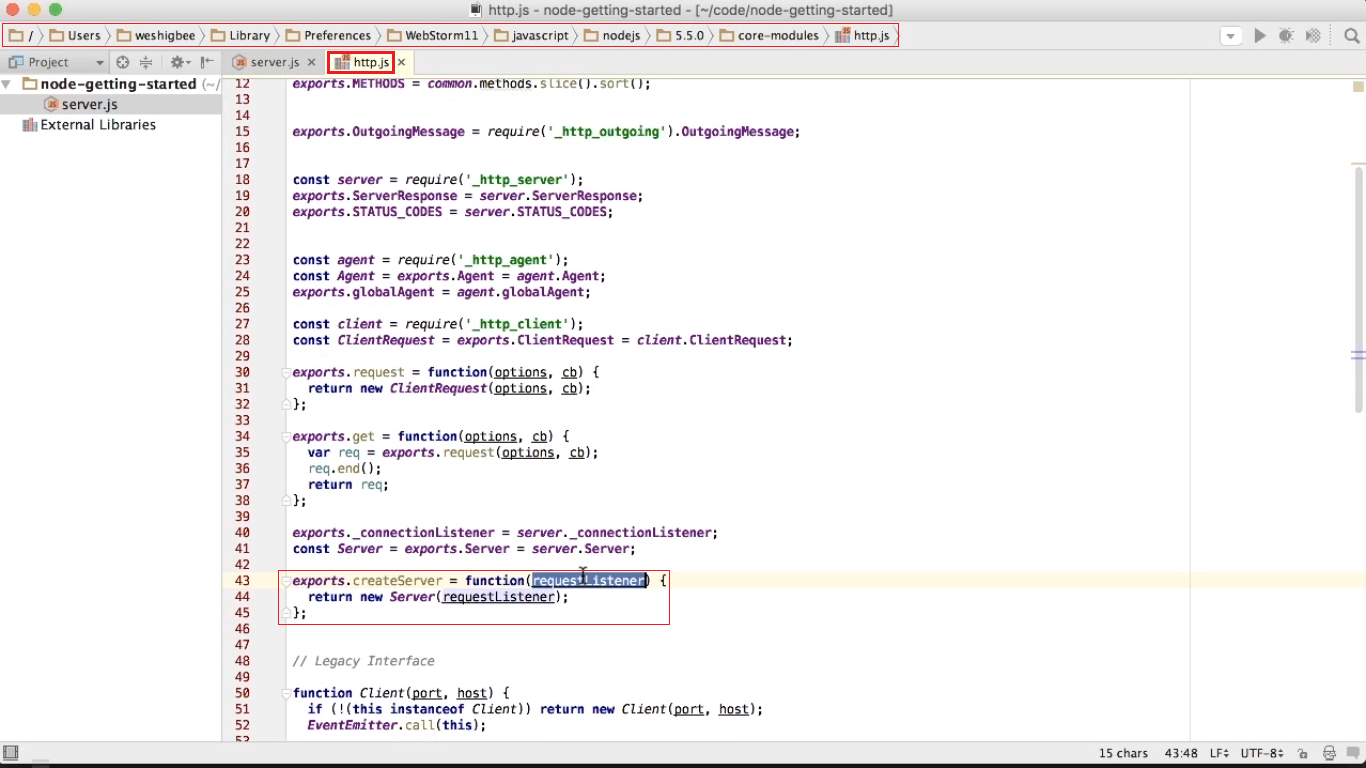 http.js - node-getting-started - [~/code/node-getting-started]
/ Users weshigbee Library Preferences WebStorm11 javascript nodejs 5.5.0 core-modules http.js
Project server.js http.js
node-getting-started (~/
server.js
External Libraries
12 exports.METHODS = common.methods.slice().sort();
13
14
15 exports.OutgoingMessage = require('_http_outgoing').OutgoingMessage;
16
17
18 const server = require('_http_server');
19 exports.ServerResponse = server.ServerResponse;
20 exports.STATUS_CODES = server.STATUS_CODES;
21
22
23 const agent = require('_http_agent');
24 const Agent = exports.Agent = agent.Agent;
25 exports.globalAgent = agent.globalAgent;
26
27 const client = require('_http_client');
28 const ClientRequest = exports.ClientRequest = client.ClientRequest;
29
30 exports.request = function(options, cb) {
31 return new ClientRequest(options, cb);
32 };
33
34 exports.get = function(options, cb) {
35 var req = exports.request(options, cb);
36 req.end();
37 return req;
38 };
39
40 exports._connectionListener = server._connectionListener;
41 const Server = exports.Server = server.Server;
42
43 exports.createServer = function(requestListener) {
44 return new Server(requestListener);
45 };
46
47
48 // Legacy Interface
49
50 function Client(port, host) {
51 if (!(this instanceof Client)) return new Client(port, host);
52 EventEmitter.call(this);
53
15 chars 43:48 LF UTF-8